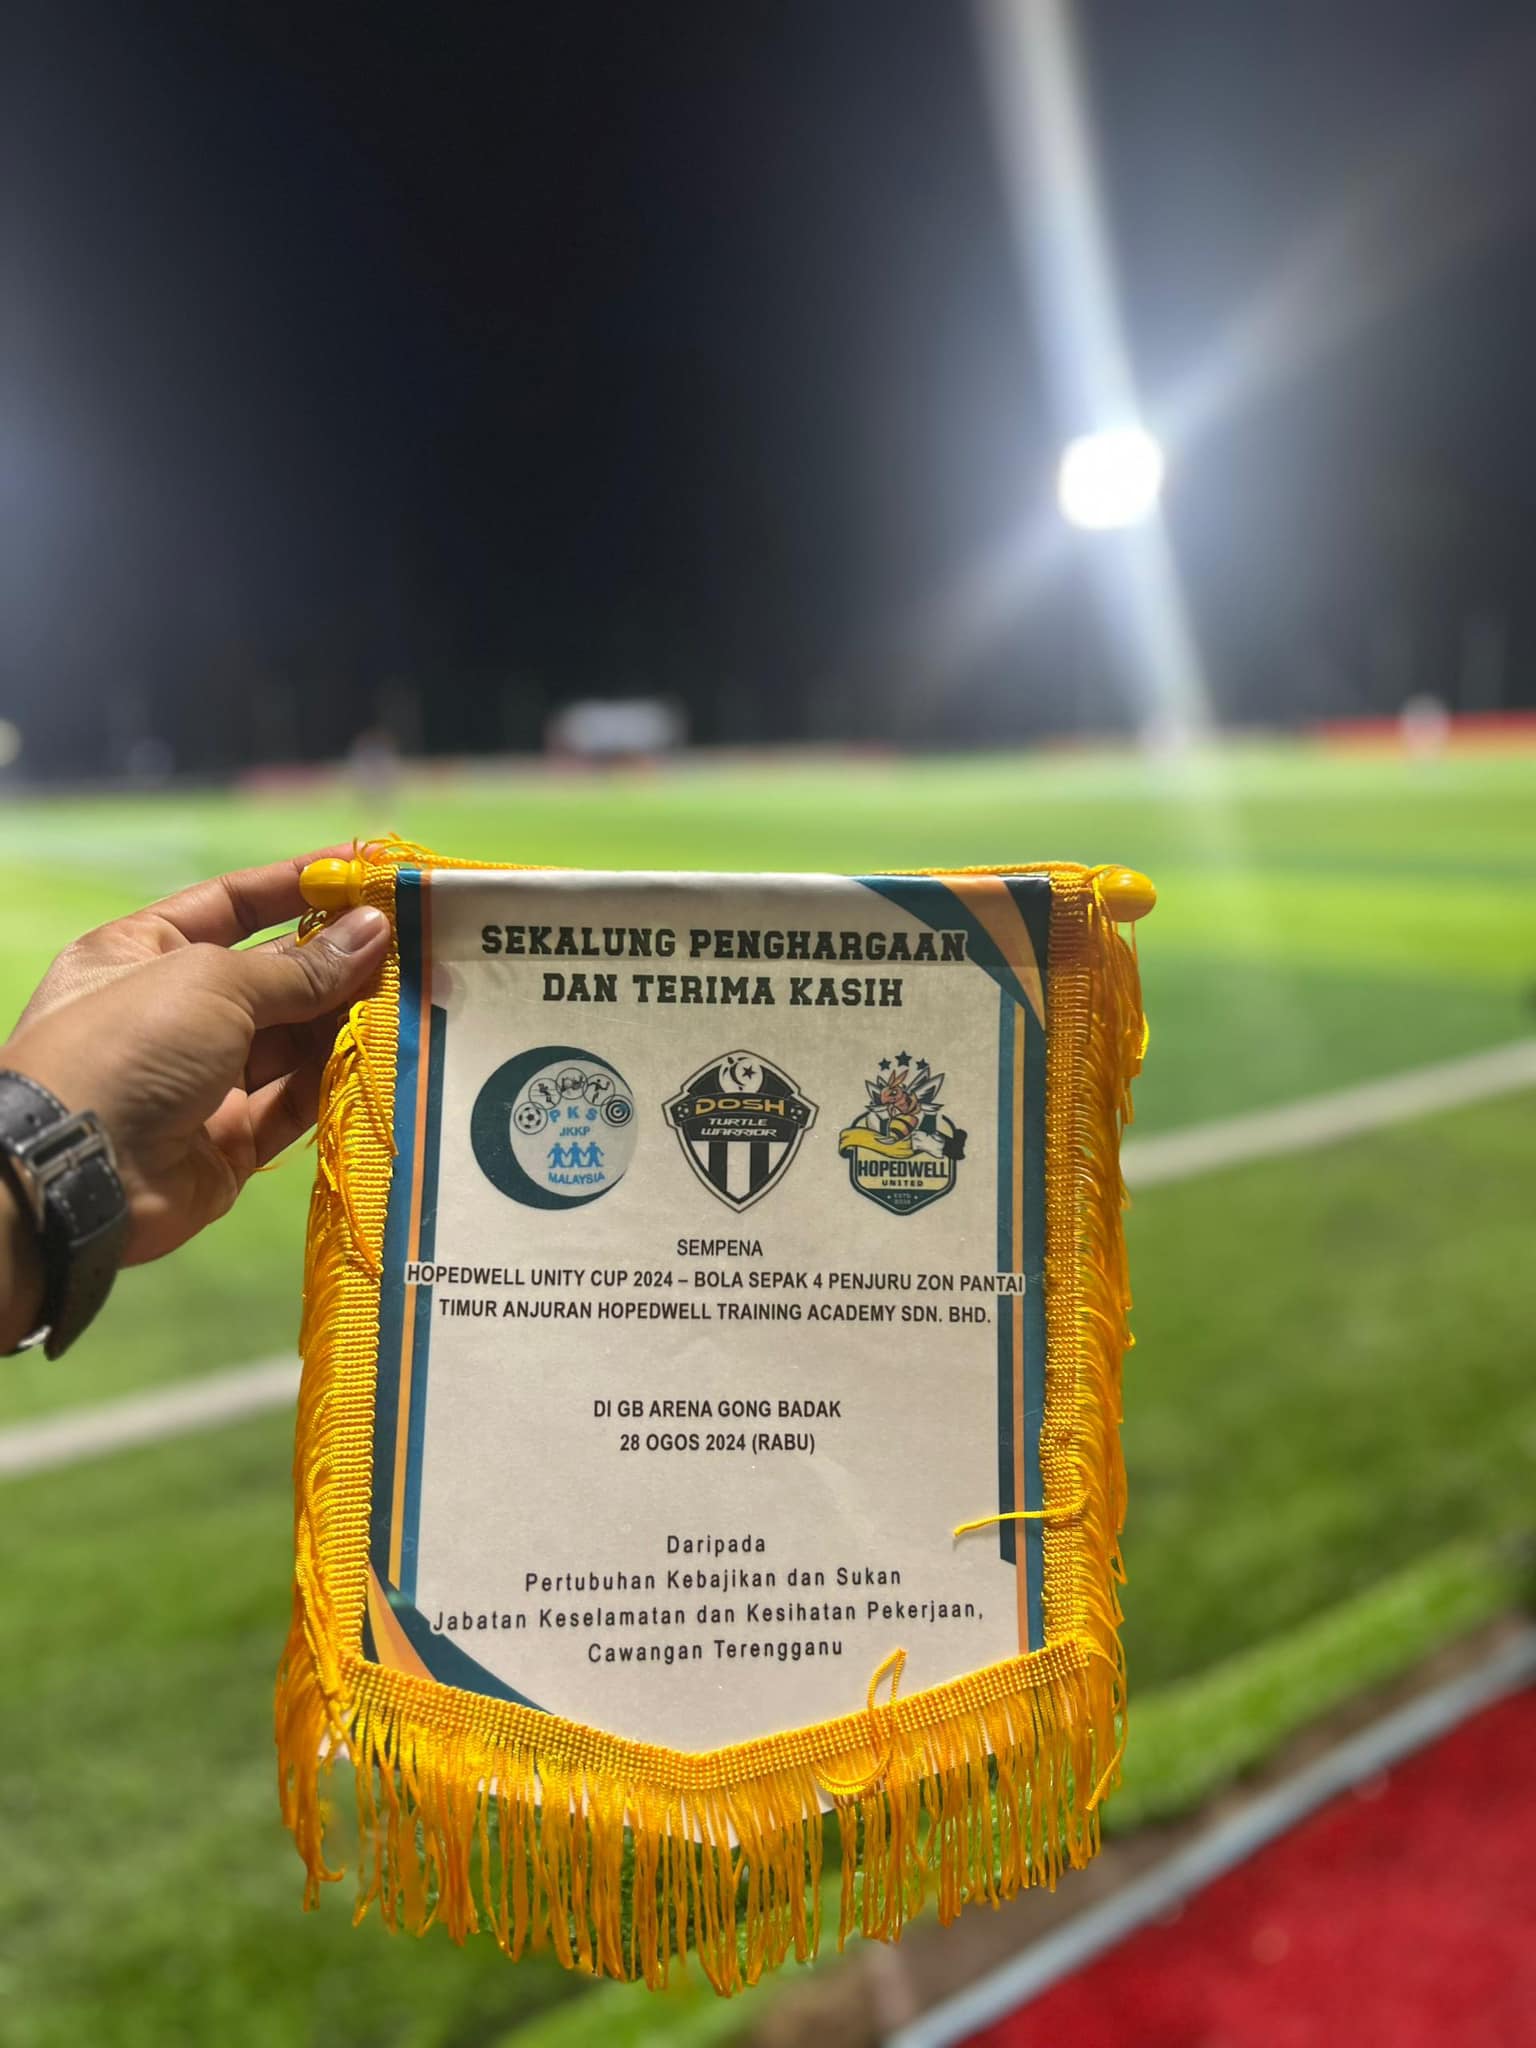 SEKALUNG PENGHARGAAN
DAN TERIMA KASIH
PKS
JKKP
MALAYSIA
DOSH
TURTLE
WARRIOR
HOPEDWELL
UNITED
ESTD
SEMPENA
HOPEDWELL UNITY CUP 2024 – BOLA SEPAK 4 PENJURU ZON PANTAI
TIMUR ANJURAN HOPEDWELL TRAINING ACADEMY SDN. BHD.
DI GB ARENA GONG BADAK
28 OGOS 2024 (RABU)
Daripada
Pertubuhan Kebajikan dan Sukan
Jabatan Keselamatan dan Kesihatan Pekerjaan,
Cawangan Terengganu